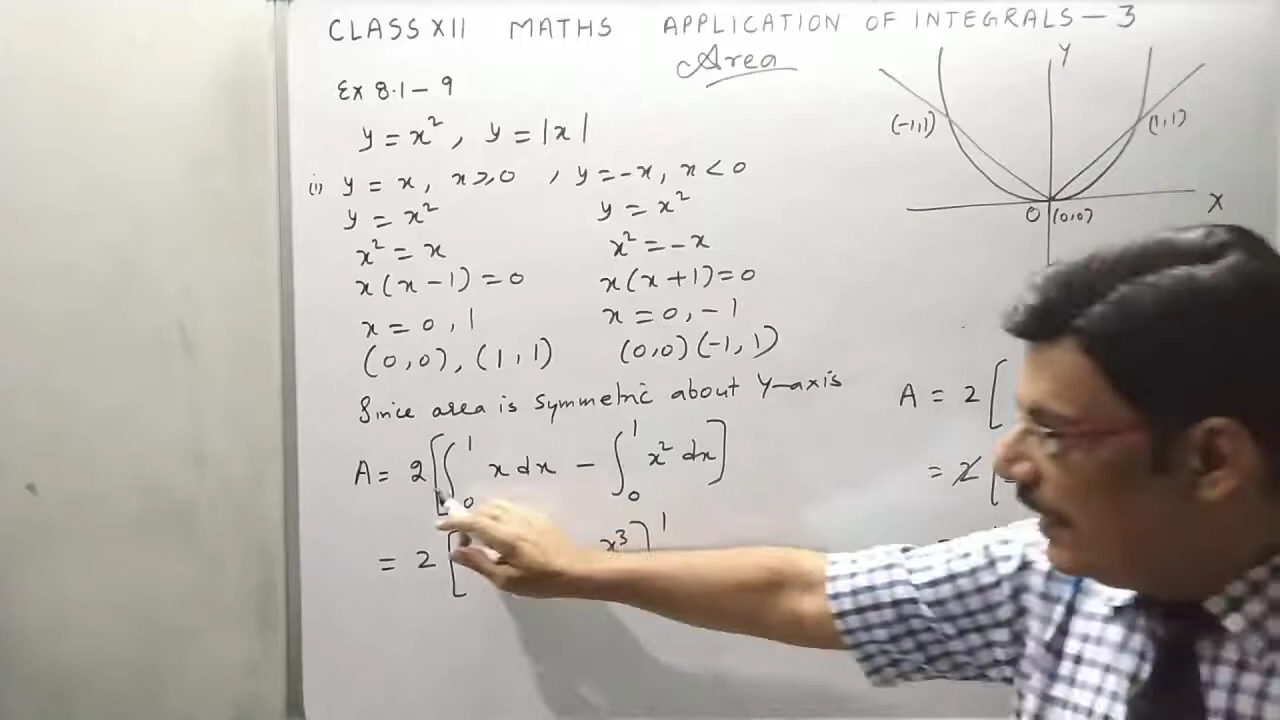 CLASS XII MATHS APPLICATION OF INTEGRALS - 3
Area
Ex 8.1 - 9
y = x², y = |x|
(i) y = x, x ≥ 0, y = -x, x < 0
y = x² y = x²
x² = x x² = -x
x(x-1) = 0 x(x+1) = 0
x = 0, 1 x = 0, -1
(0,0), (1,1) (0,0) (-1,1)
Since area is Symmetric about Y-axis
A = 2[∫₀¹ x dx - ∫₀¹ x² dx]
= 2[ x³]¹
Y
(-1,1) (1,1)
O (0,0) X
A = 2[
= 2[
=